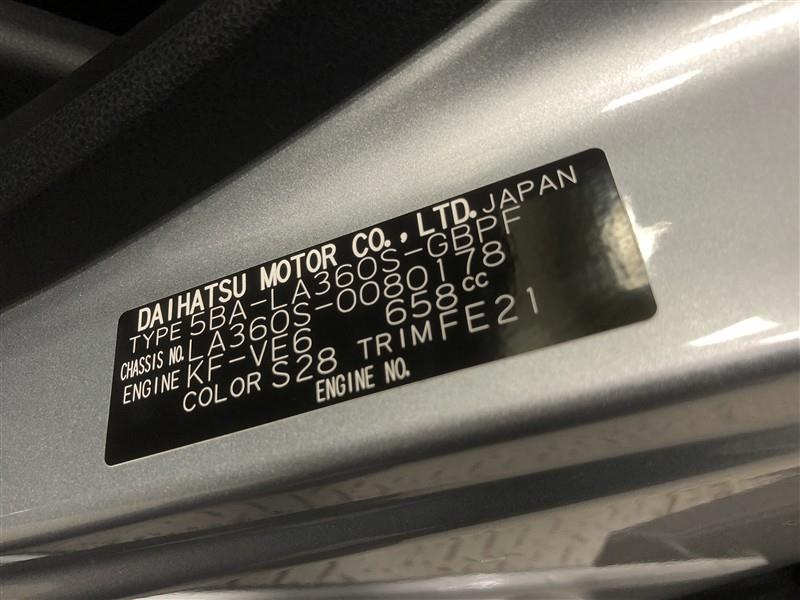 DAIHATSU MOTOR CO., LTD. JAPAN
TYPE 5BA-LA360S-GBPF
CHASSIS NO. LA360S-0080178
ENGINE KF-VE6 658cc
COLOR S28 TRIM FE21
ENGINE NO.